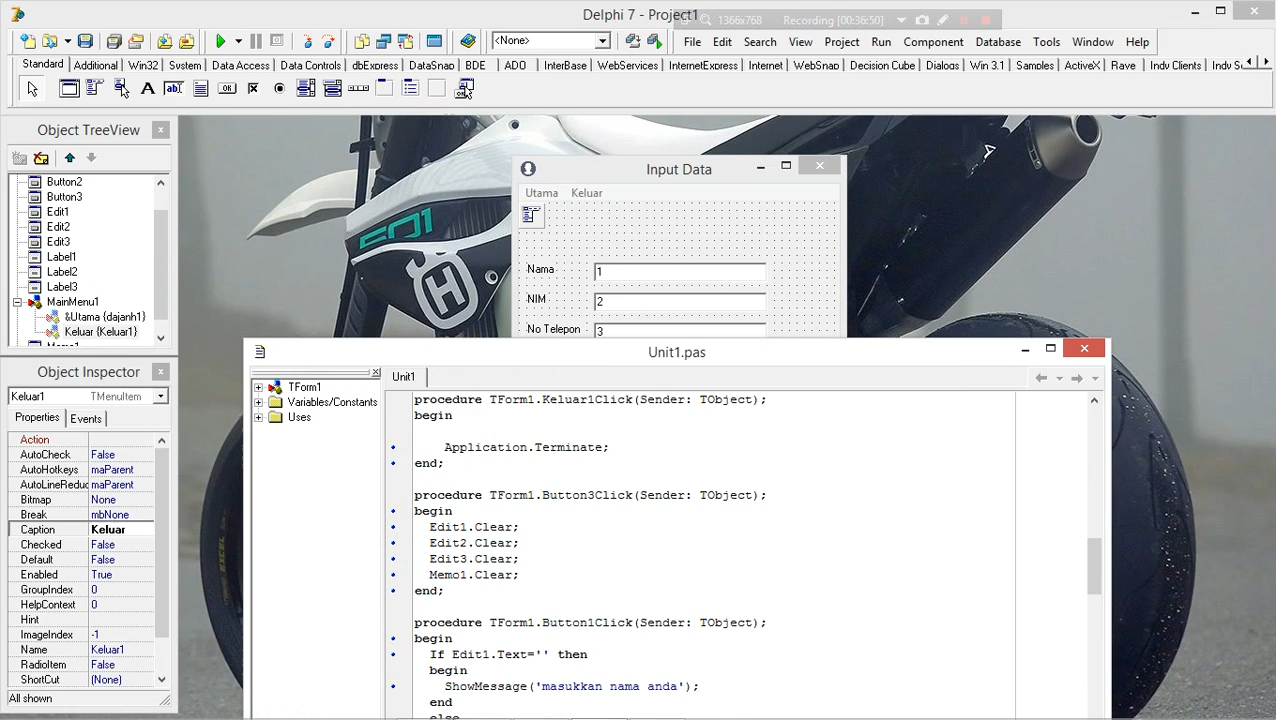 Delphi 7 - Project1
1366x768 Recording [00:36:50]
<None>
File Edit Search View Project Run Component Database Tools Window Help
Standard Additional Win32 System Data Access Data Controls dbExpress DataSnap BDE ADO InterBase WebServices InternetExpress Internet WebSnap Decision Cube Dialogs Win 3.1 Samples ActiveX Rave Indy Clients Indy S
Object TreeView
Button2
Button3
Edit1
Edit2
Edit3
Label1
Label2
Label3
MainMenu1
&Utama {dajanh1}
Keluar {Keluar1}
Object Inspector
Keluar1 TMenuItem
Properties Events
Action
AutoCheck False
AutoHotkeys maParent
AutoLineReduc maParent
Bitmap None
Break mbNone
Caption Keluar
Checked False
Default False
Enabled True
GroupIndex 0
HelpContext 0
Hint
ImageIndex -1
Name Keluar1
RadioItem False
ShortCut (None)
All shown
Input Data
Utama Keluar
Nama 1
NIM 2
No Telepon 3
Unit1.pas
Unit1
TForm1
Variables/Constants
Uses
procedure TForm1.Keluar1Click(Sender: TObject);
begin
Application.Terminate;
end;
procedure TForm1.Button3Click(Sender: TObject);
begin
Edit1.Clear;
Edit2.Clear;
Edit3.Clear;
Memo1.Clear;
end;
procedure TForm1.Button1Click(Sender: TObject);
begin
If Edit1.Text='' then
begin
ShowMessage('masukkan nama anda');
end
else